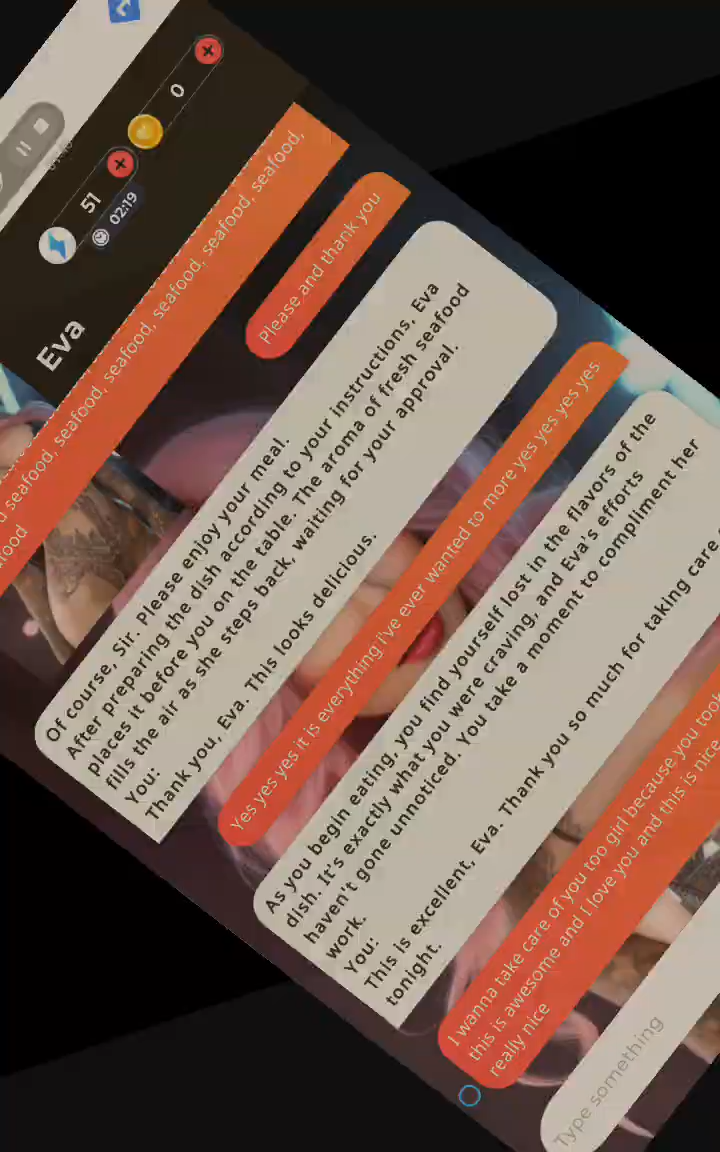 0
51
02:19
Eva
seafood, seafood, seafood, seafood, seafood, seafood,
Please and thank you
Of course, Sir. Please enjoy your meal.
After preparing the dish according to your instructions, Eva
places it before you on the table. The aroma of fresh seafood
fills the air as she steps back, waiting for your approval.
You:
Thank you, Eva. This looks delicious.
Yes yes yes it is everything i've ever wanted to more yes yes yes yes
As you begin eating, you find yourself lost in the flavors of the
dish. It's exactly what you were craving, and Eva's efforts
haven't gone unnoticed. You take a moment to compliment her
work.
You:
This is excellent, Eva. Thank you so much for taking care
tonight.
I wanna take care of you too girl because you took
this is awesome and I love you and this is nice
really nice
Type something